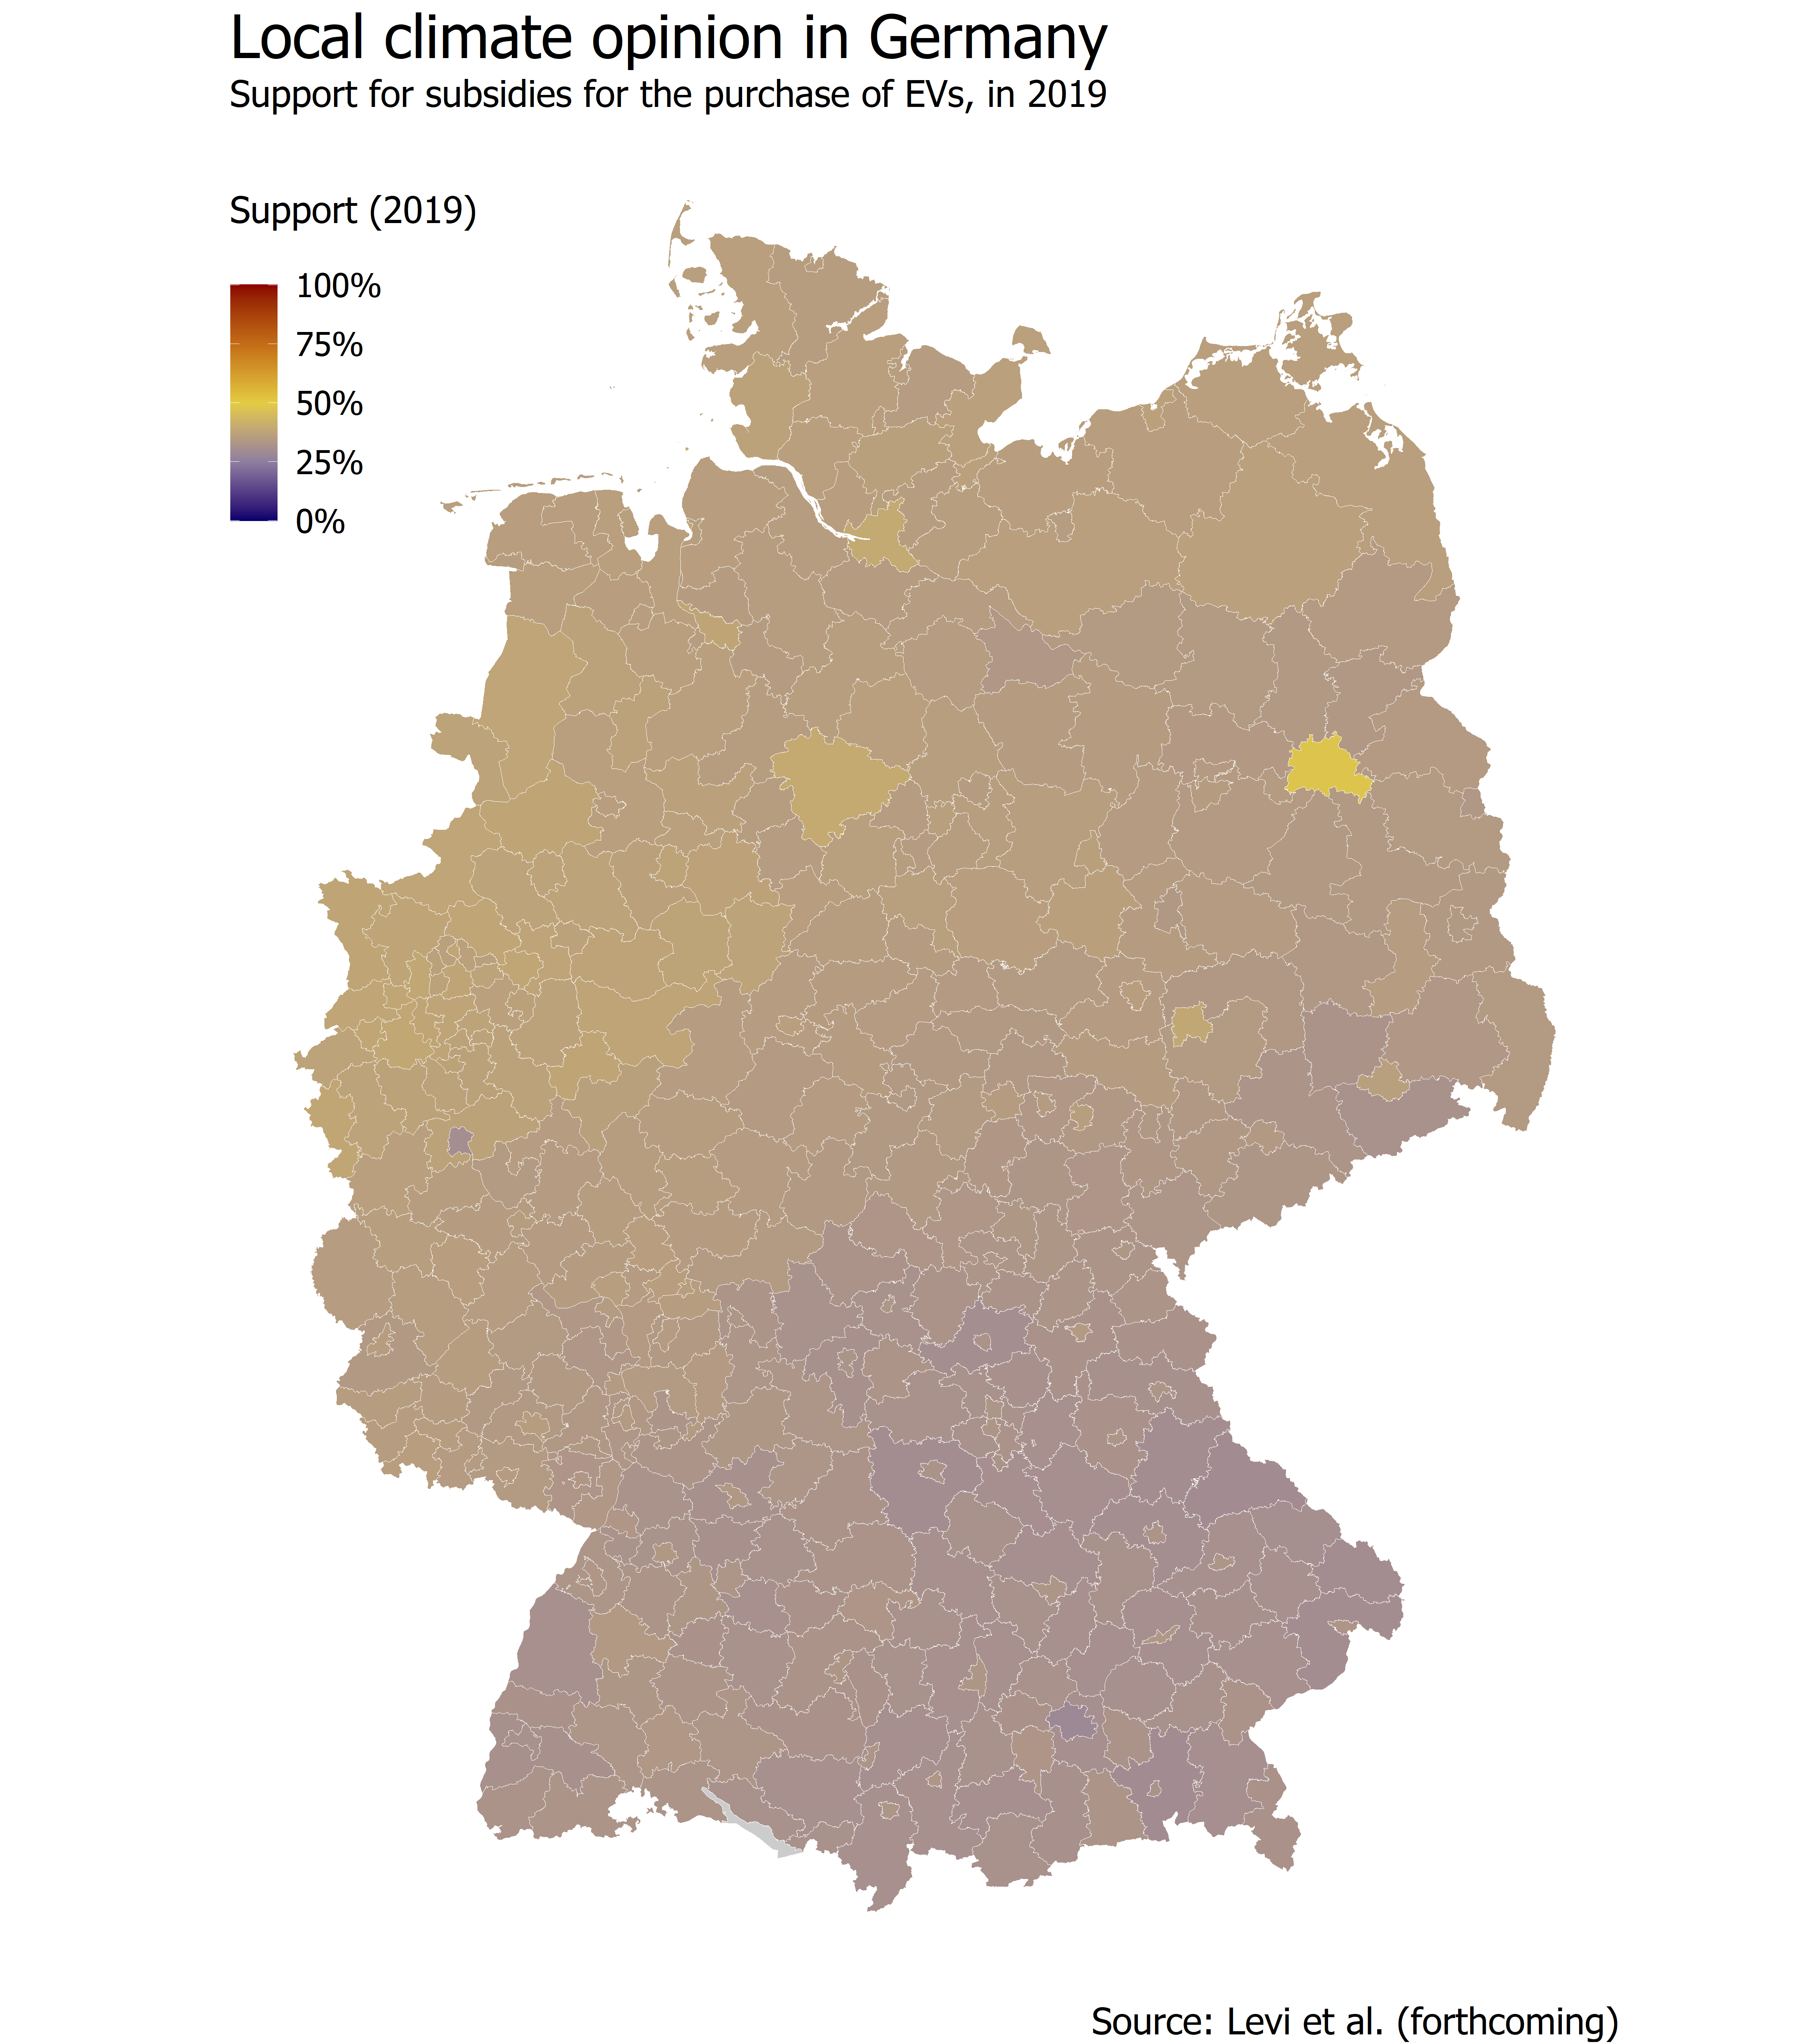 Local climate opinion in Germany
Support for subsidies for the purchase of EVs, in 2019
Support (2019)
100%
75%
50%
25%
0%
Source: Levi et al. (forthcoming)